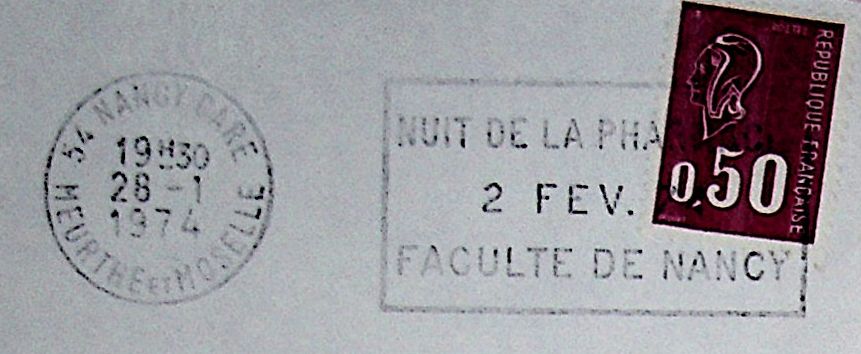 54 NANCY GARE
19H30
28-1
1974
MEURTHE ET MOSELLE
NUIT DE LA
2 FEV.
FACULTE DE NANCY
REPUBLIQUE FRANÇAISE
0,50